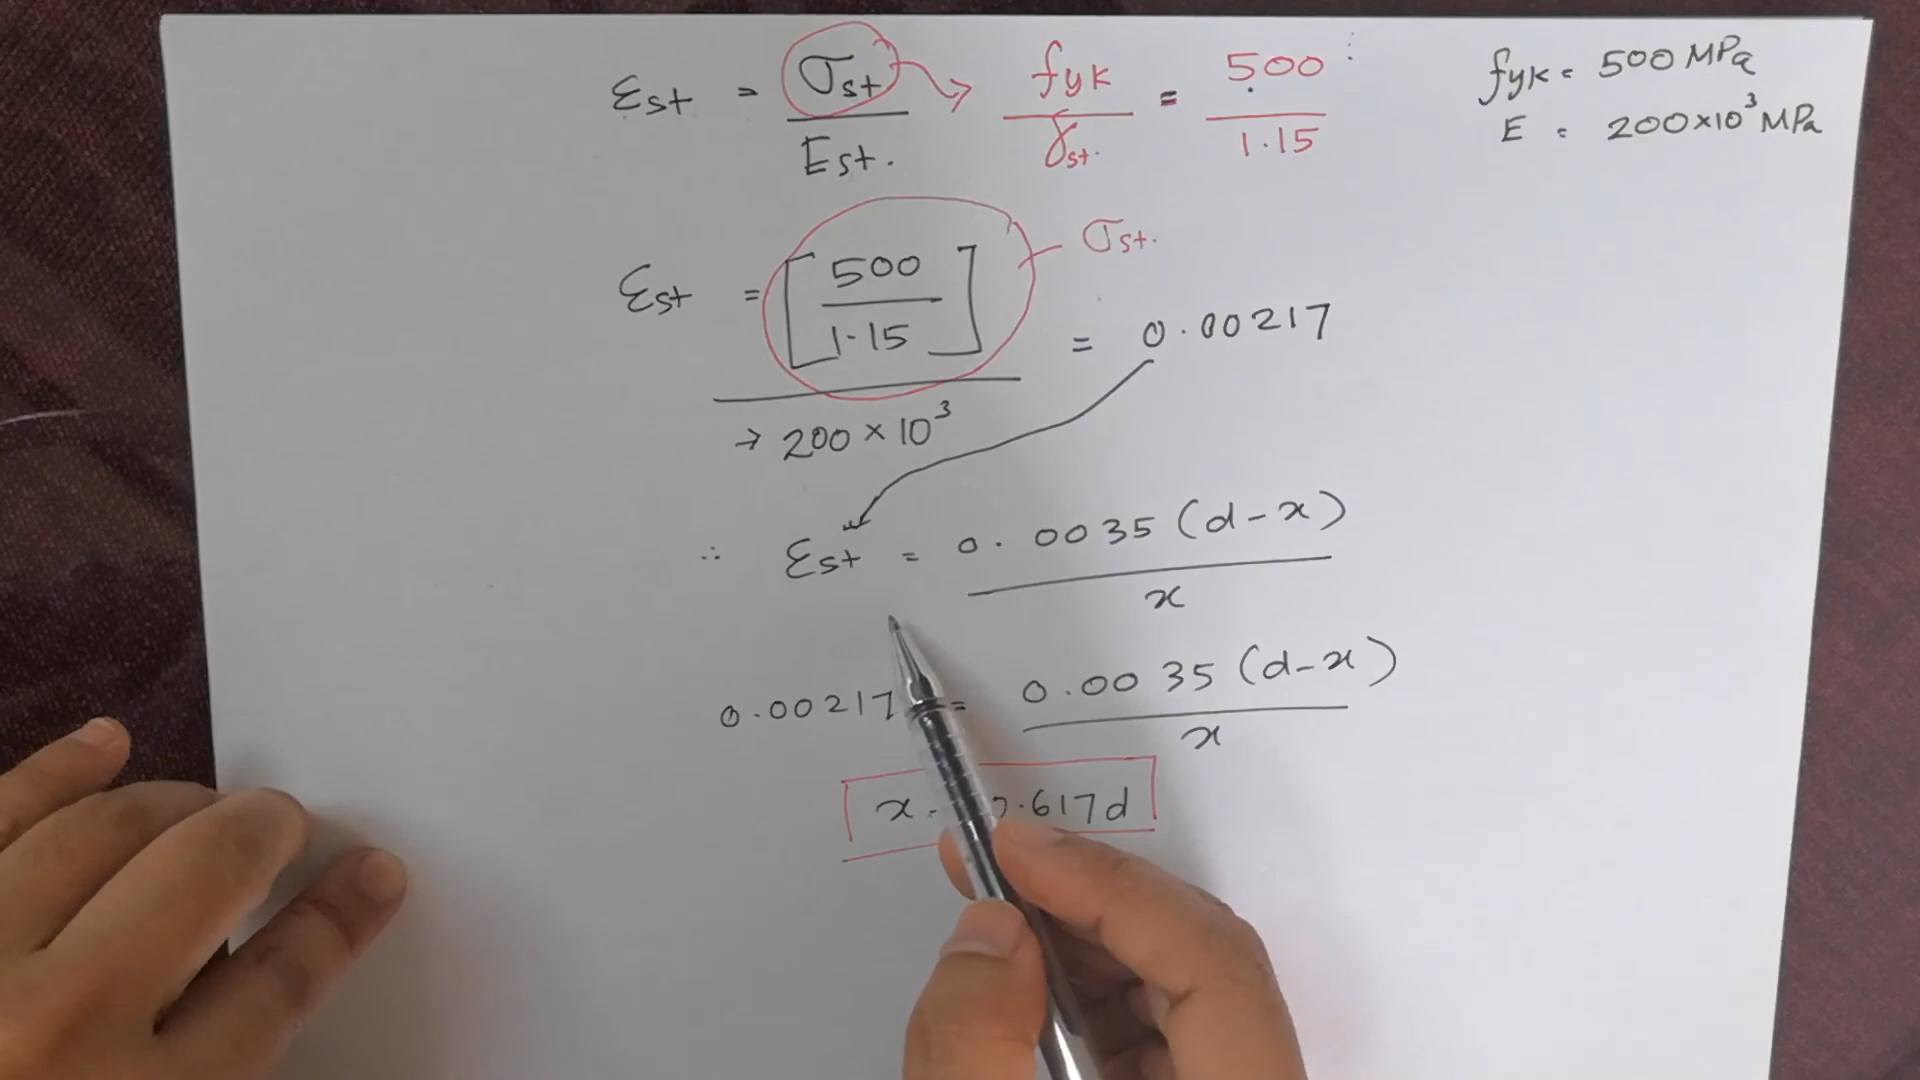 εst = σst / Est. → fyk / γst. = 500 / 1.15
fyk = 500 MPa
E = 200×10³ MPa
εst = [500 / 1.15] / 200×10³ = 0.00217
σst.
→
∴ εst = 0.0035 (d-x) / x
0.00217 = 0.0035 (d-x) / x
x 0.617d